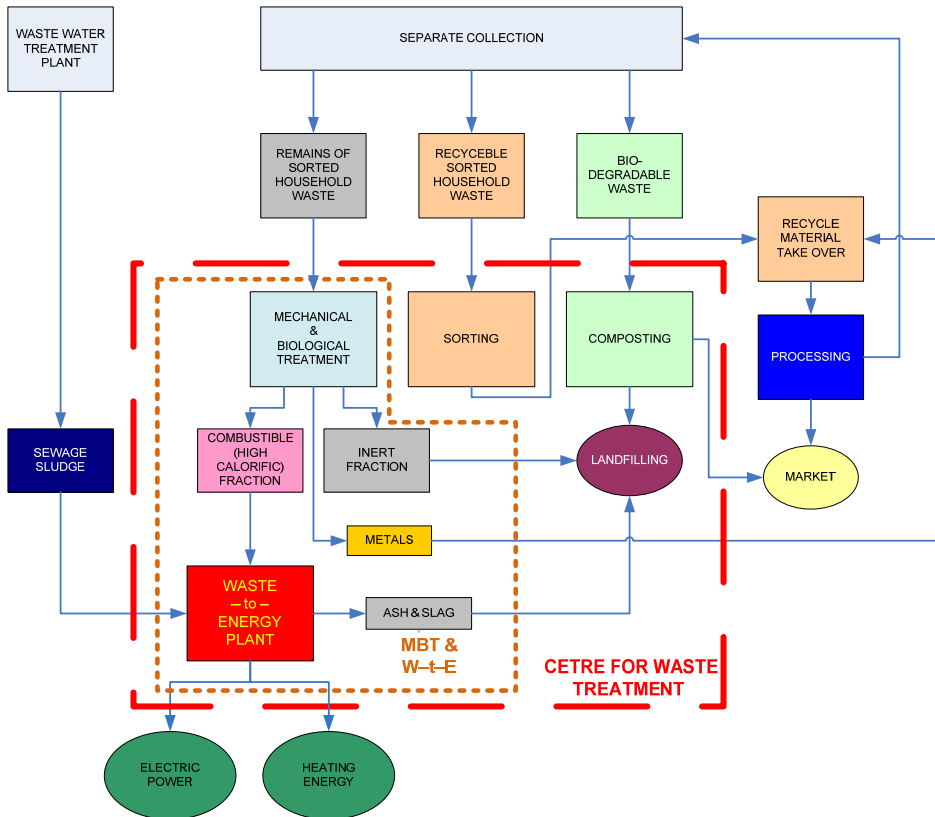 WASTE WATER
TREATMENT
PLANT
SEPARATE COLLECTION
REMAINS OF
SORTED
HOUSEHOLD
WASTE
RECYCEBLE
SORTED
HOUSEHOLD
WASTE
BIO-
DEGRADABLE
WASTE
RECYCLE
MATERIAL
TAKE OVER
MECHANICAL
&
BIOLOGICAL
TREATMENT
SORTING
COMPOSTING
PROCESSING
SEWAGE
SLUDGE
COMBUSTIBLE
(HIGH
CALORIFIC)
FRACTION
INERT
FRACTION
LANDFILLING
MARKET
METALS
WASTE
–to–
ENERGY
PLANT
ASH & SLAG
MBT &
W–t–E
CETRE FOR WASTE
TREATMENT
ELECTRIC
POWER
HEATING
ENERGY